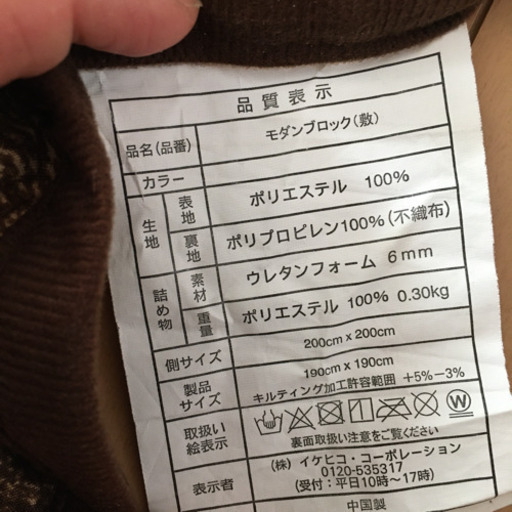 品質表示
品名(品番) モダンブロック(敷)
カラー
生地 表地 ポリエステル 100%
裏地 ポリプロピレン100%(不織布)
詰め物 素材 ウレタンフォーム 6mm
重量 ポリエステル 100% 0.30kg
側サイズ 200cm x 200cm
製品サイズ 190cm x 190cm
キルティング加工許容範囲 +5%−3%
取扱い絵表示 W
裏面取扱い注意をご覧ください
表示者 (株) イケヒコ・コーポレーション
0120-535317
(受付:平日10時〜17時)
中国製